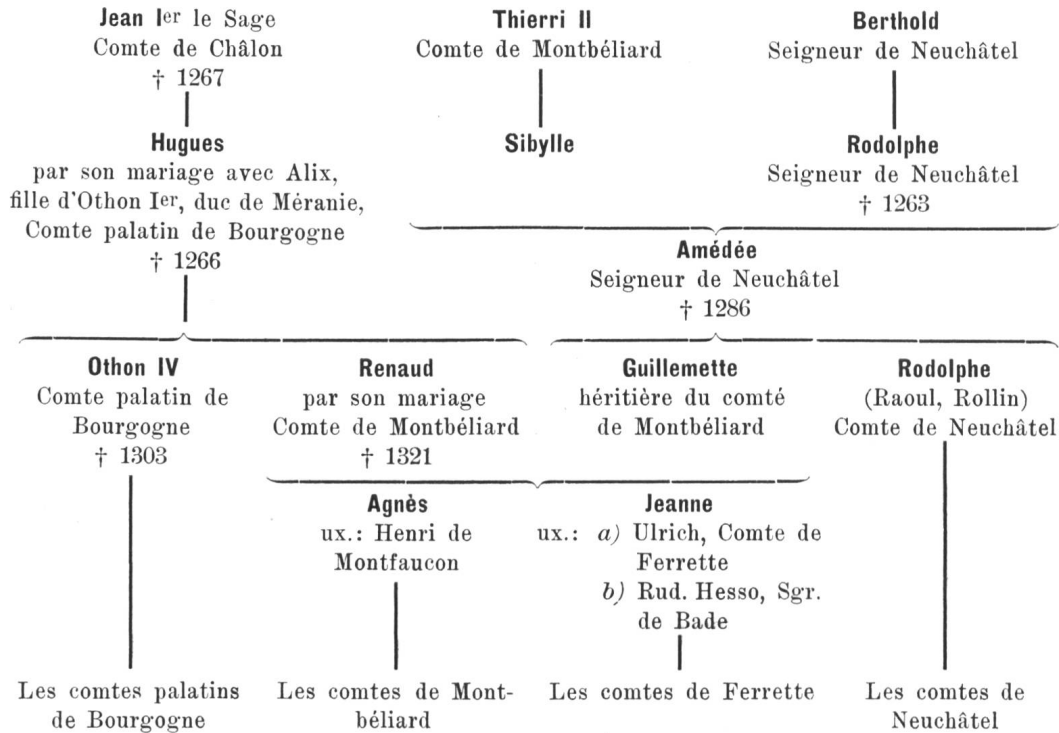 Jean Ier le Sage
Comte de Châlon
† 1267
Thierri II
Comte de Montbéliard
Berthold
Seigneur de Neuchâtel
Hugues
par son mariage avec Alix,
fille d'Othon Ier, duc de Méranie,
Comte palatin de Bourgogne
† 1266
Sibylle
Rodolphe
Seigneur de Neuchâtel
† 1263
Amédée
Seigneur de Neuchâtel
† 1286
Othon IV
Comte palatin de
Bourgogne
† 1303
Renaud
par son mariage
Comte de Montbéliard
† 1321
Guillemette
héritière du comté
de Montbéliard
Rodolphe
(Raoul, Rollin)
Comte de Neuchâtel
Agnès
ux.: Henri de
Montfaucon
Jeanne
ux.: a) Ulrich, Comte de
Ferrette
b) Rud. Hesso, Sgr.
de Bade
Les comtes palatins
de Bourgogne
Les comtes de Mont-
béliard
Les comtes de Ferrette
Les comtes de
Neuchâtel